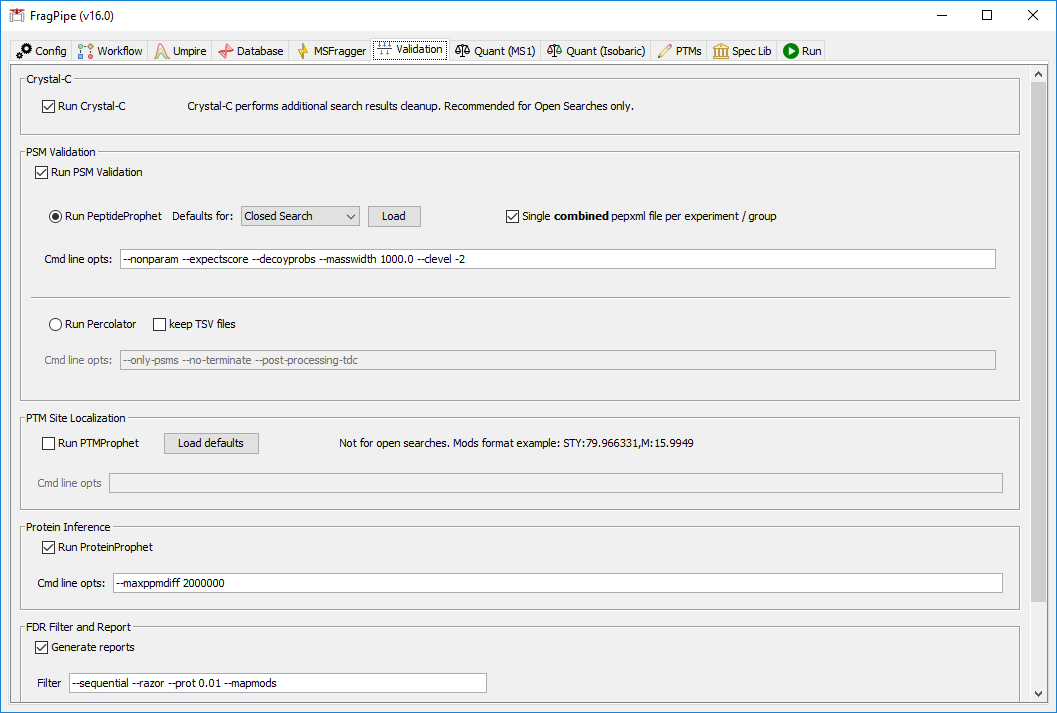 FragPipe (v16.0)
Config Workflow Umpire Database MSFragger Validation Quant (MS1) Quant (Isobaric) PTMs Spec Lib Run
Crystal-C
Run Crystal-C Crystal-C performs additional search results cleanup. Recommended for Open Searches only.
PSM Validation
Run PSM Validation
Run PeptideProphet Defaults for: Closed Search Load Single combined pepxml file per experiment / group
Cmd line opts: --nonparam --expectscore --decoyprobs --masswidth 1000.0 --clevel -2
Run Percolator keep TSV files
Cmd line opts: --only-psms --no-terminate --post-processing-tdc
PTM Site Localization
Run PTMProphet Load defaults Not for open searches. Mods format example: STY:79.966331,M:15.9949
Cmd line opts
Protein Inference
Run ProteinProphet
Cmd line opts: --maxppmdiff 2000000
FDR Filter and Report
Generate reports
Filter --sequential --razor --prot 0.01 --mapmods